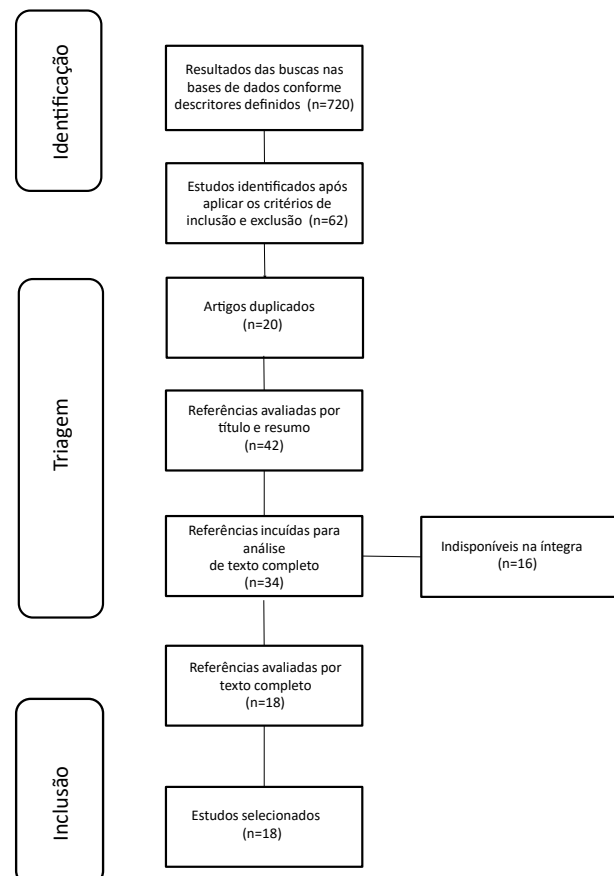 Identificação
Resultados das buscas nas
bases de dados conforme
descritores definidos (n=720)
Estudos identificados após
aplicar os critérios de
inclusão e exclusão (n=62)
Triagem
Artigos duplicados
(n=20)
Referências avaliadas por
título e resumo
(n=42)
Referências incuídas para
análise
de texto completo
(n=34)
Indisponíveis na íntegra
(n=16)
Inclusão
Referências avaliadas por
texto completo
(n=18)
Estudos selecionados
(n=18)